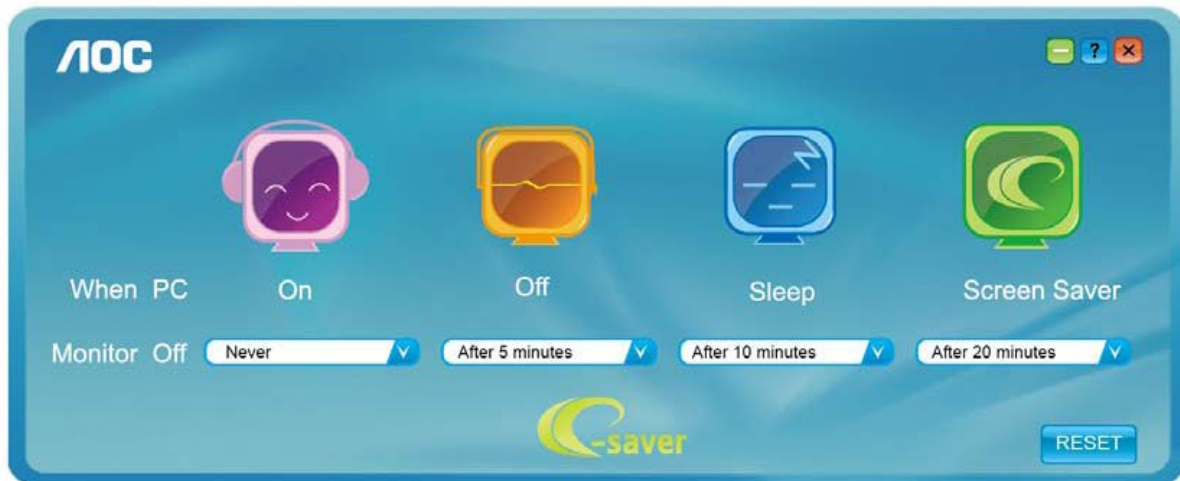 AOC
?
When PC On Off Sleep Screen Saver
Monitor Off Never After 5 minutes After 10 minutes After 20 minutes
e-saver
RESET